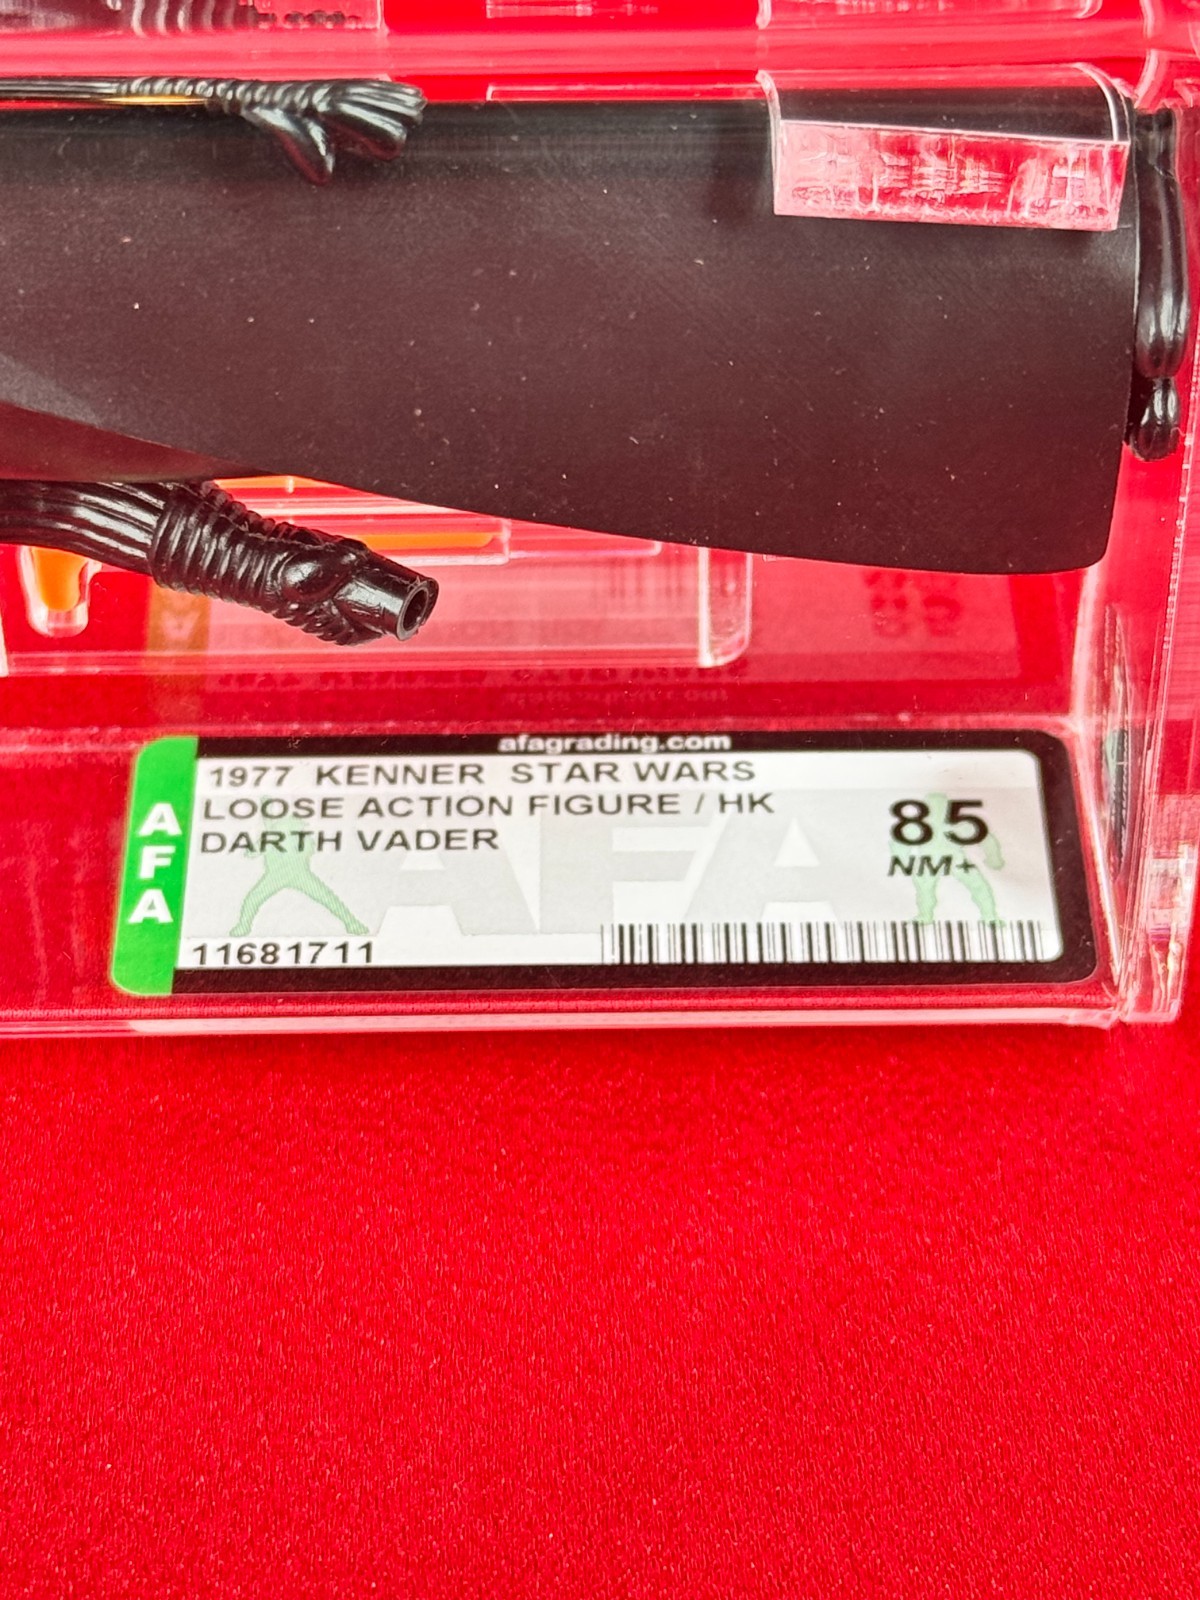 afagrading.com
AFA
1977 KENNER STAR WARS
LOOSE ACTION FIGURE / HK
DARTH VADER
85
NM+
AFA
11681711